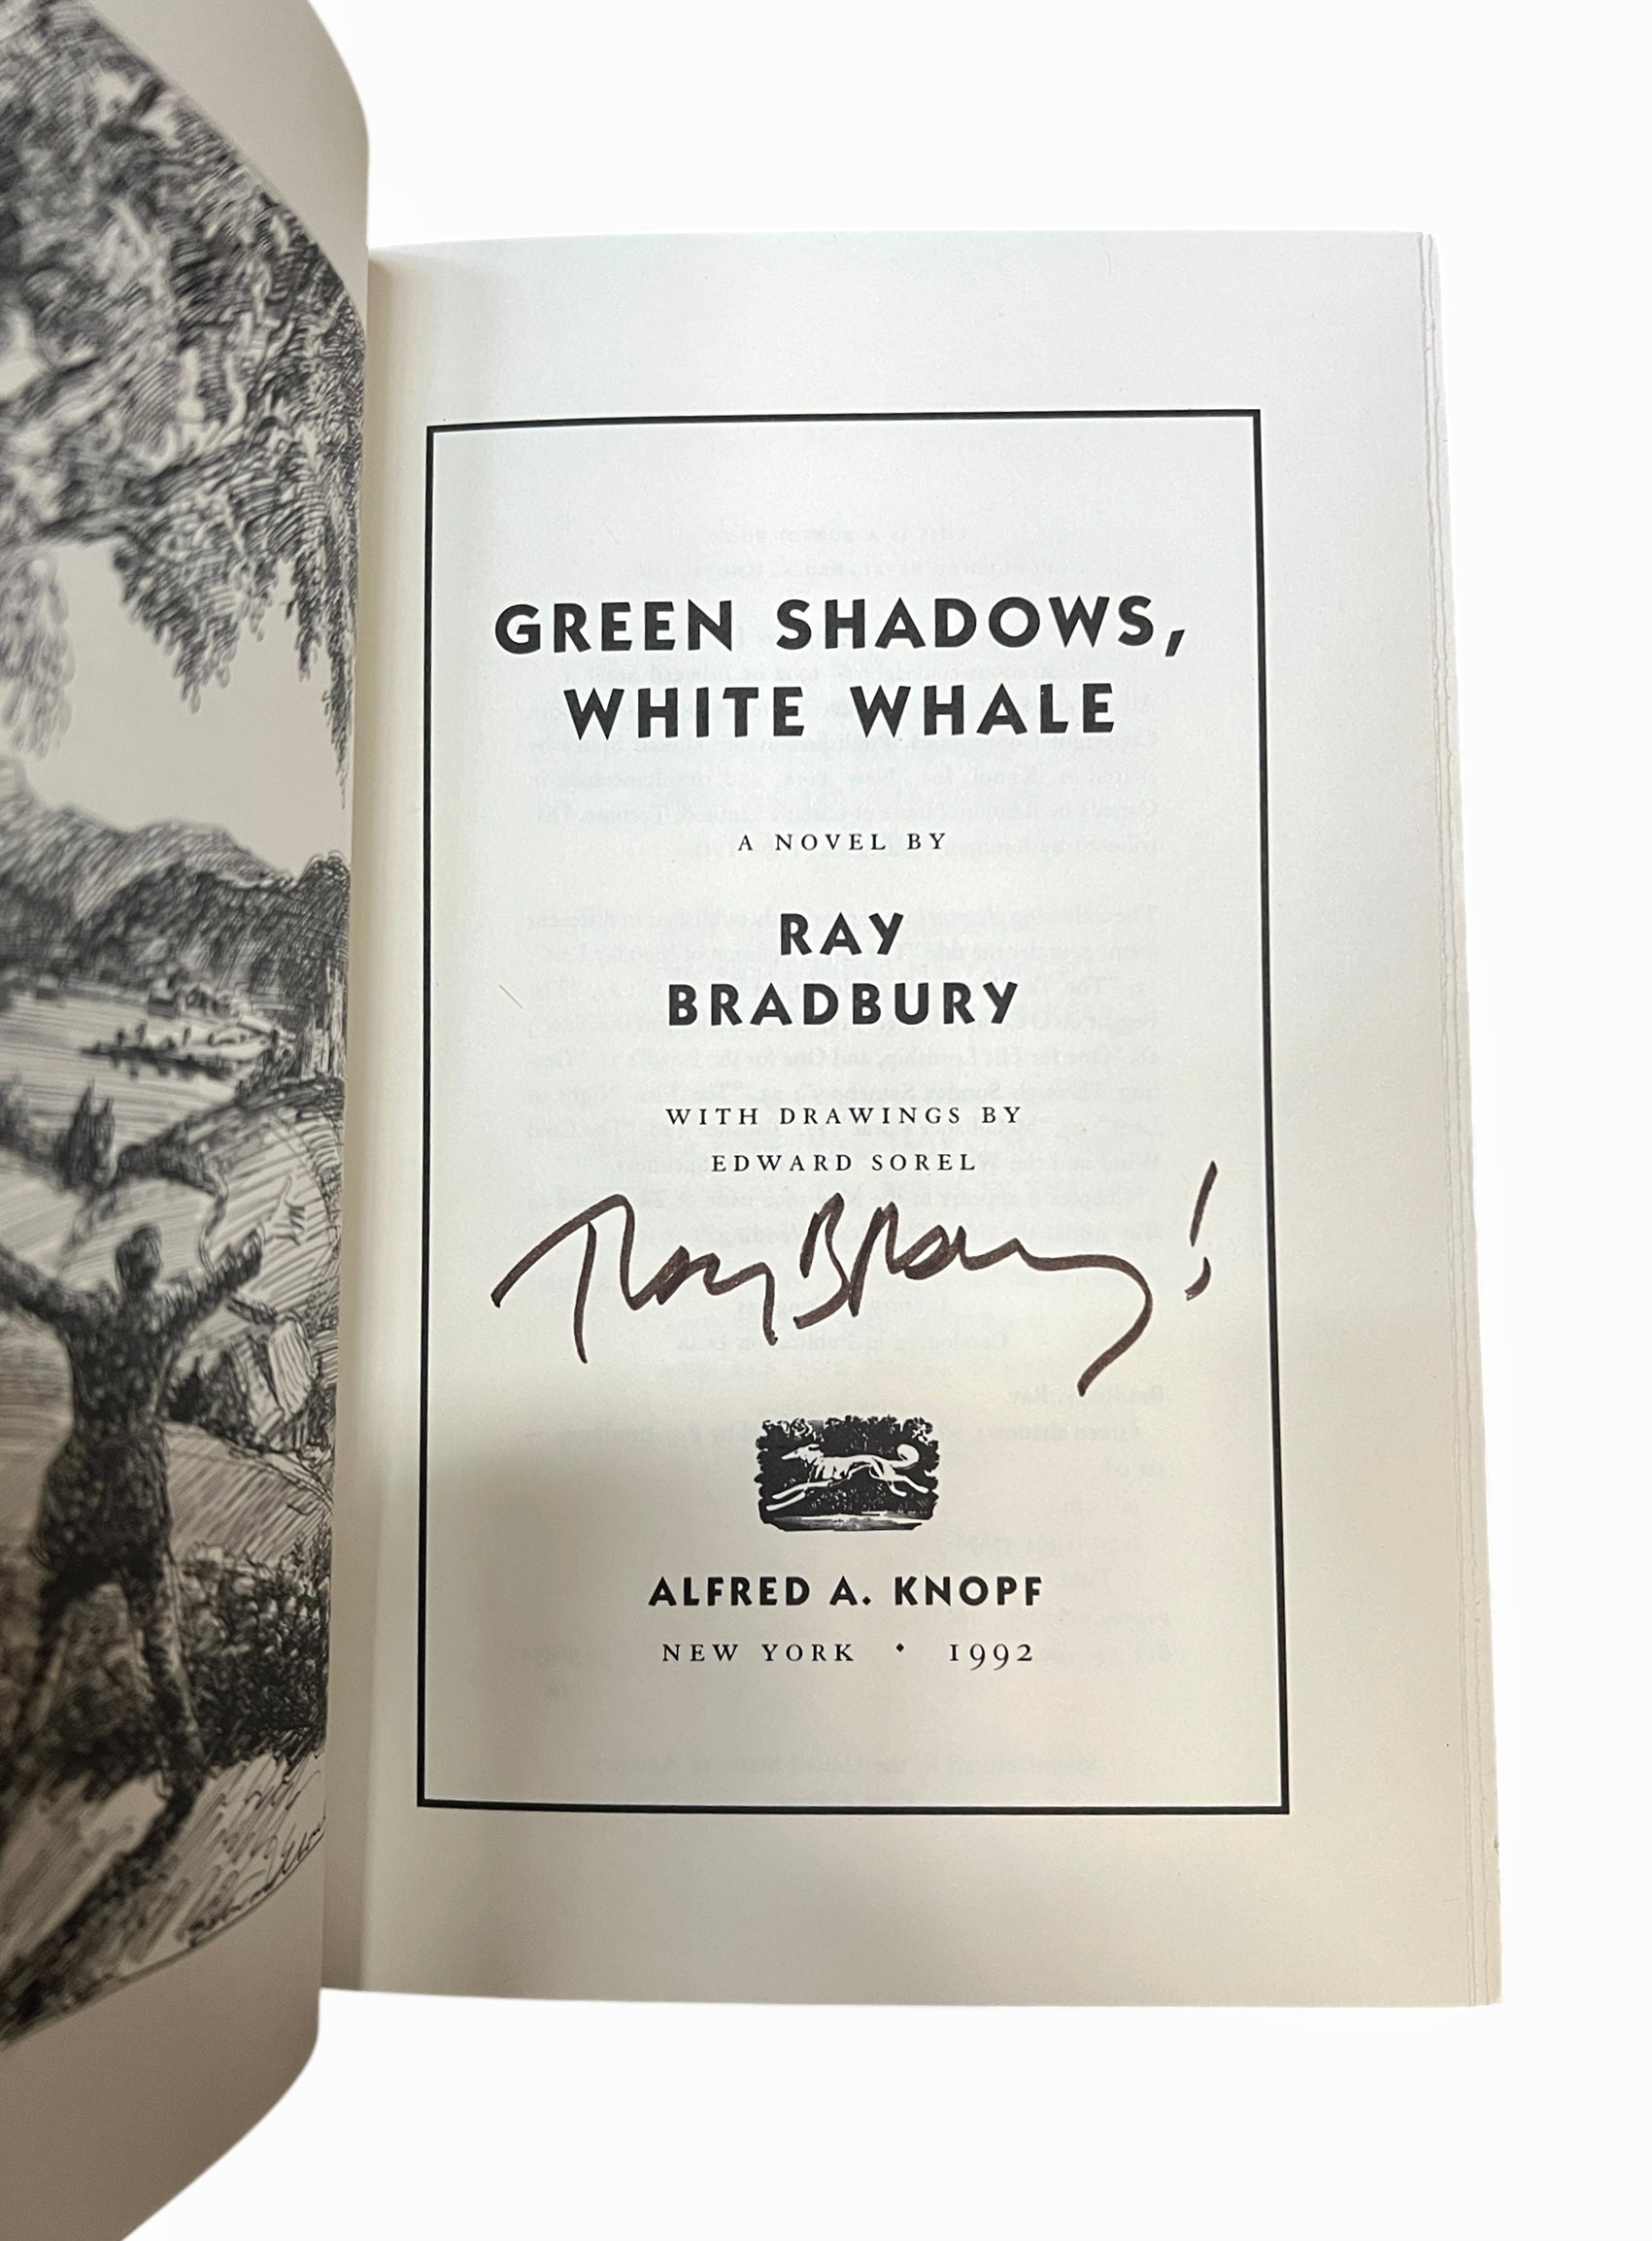 GREEN SHADOWS,
WHITE WHALE
A NOVEL BY
RAY
BRADBURY
WITH DRAWINGS BY
EDWARD SOREL
Ray Bradbury!
ALFRED A. KNOPF
NEW YORK • 1992